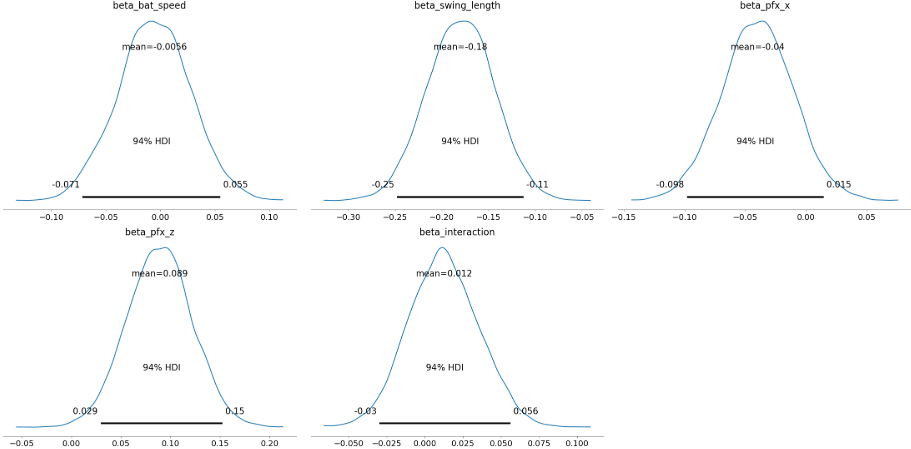 beta_bat_speed
mean=-0.0056
94% HDI
-0.071 0.055
−0.10 −0.05 0.00 0.05 0.10
beta_swing_length
mean=-0.18
94% HDI
-0.25 -0.11
−0.30 −0.25 −0.20 −0.15 −0.10 −0.05
beta_pfx_x
mean=-0.04
94% HDI
-0.098 0.015
−0.15 −0.10 −0.05 0.00 0.05
beta_pfx_z
mean=0.089
94% HDI
0.029 0.15
−0.05 0.00 0.05 0.10 0.15 0.20
beta_interaction
mean=0.012
94% HDI
-0.03 0.056
−0.050 −0.025 0.000 0.025 0.050 0.075 0.100